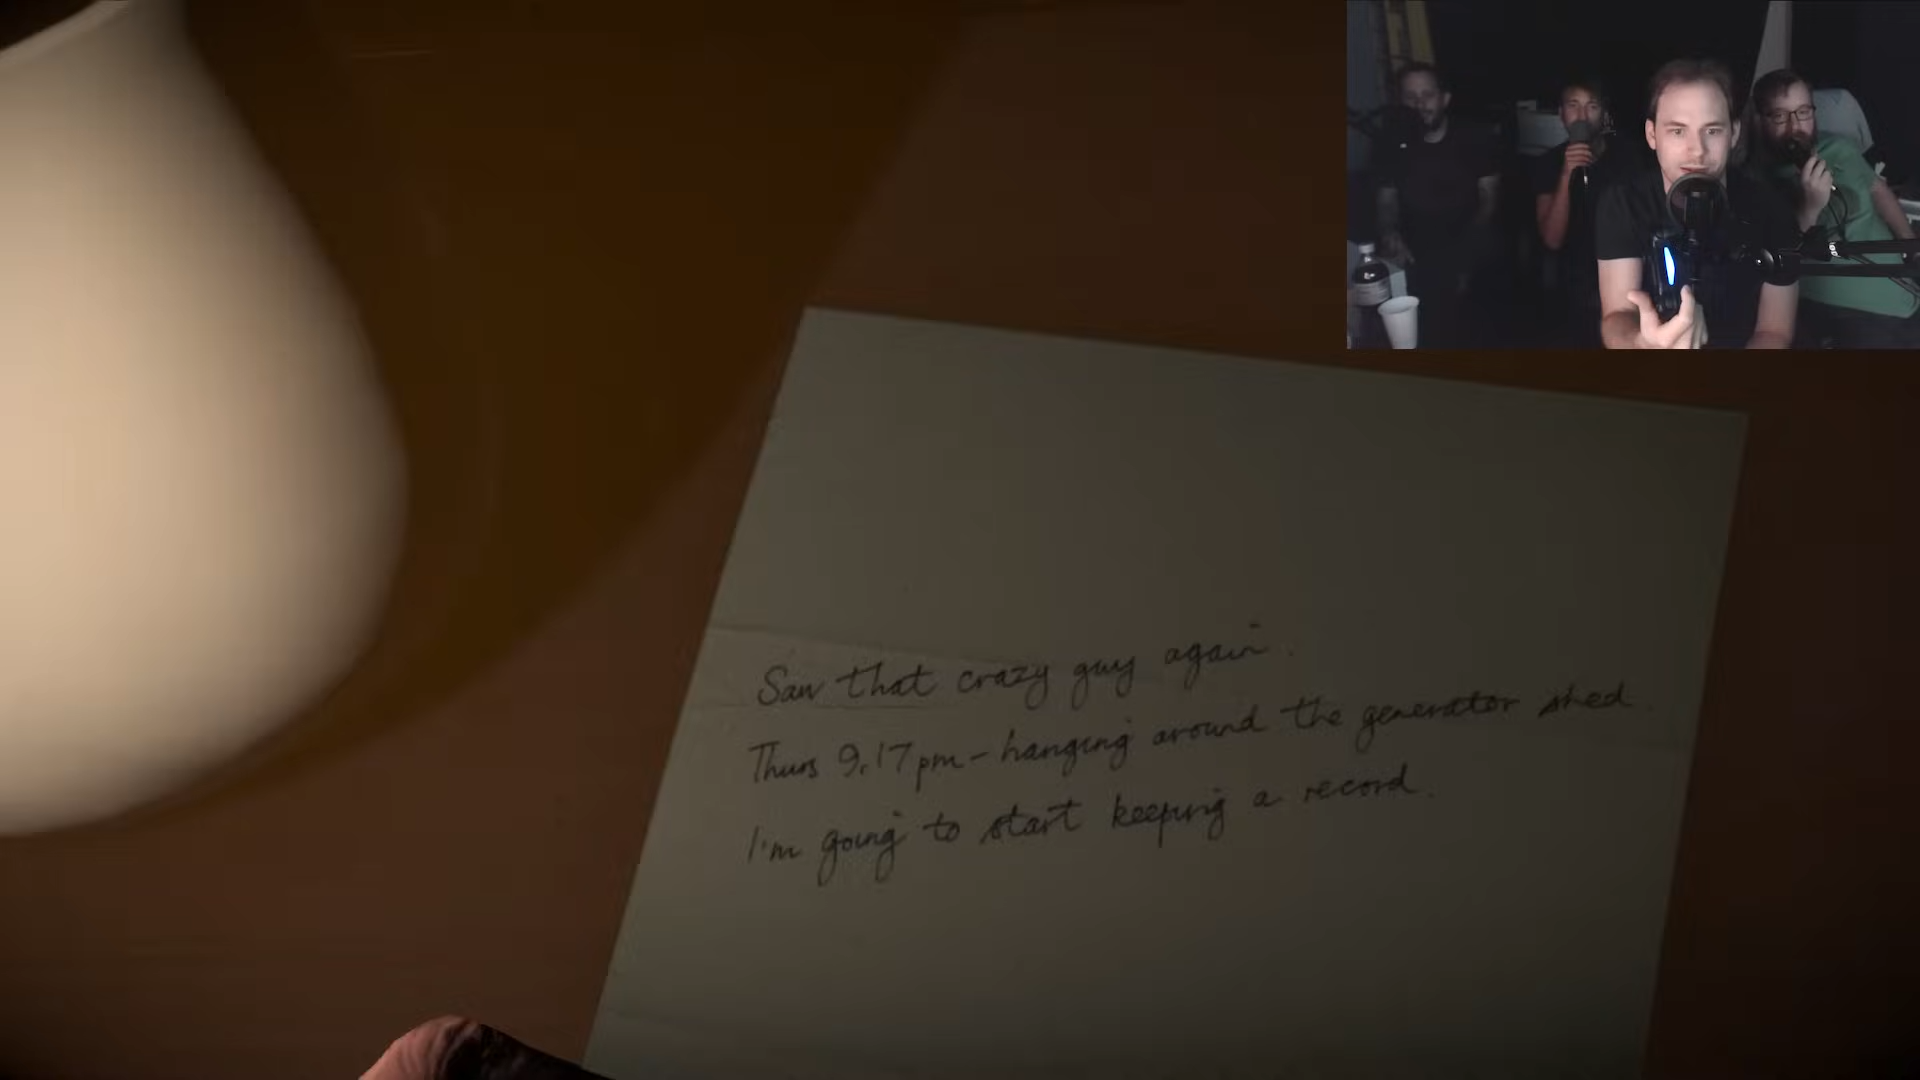 Saw that crazy guy again.
Thurs 9.17pm - hanging around the generator shed.
I'm going to start keeping a record.